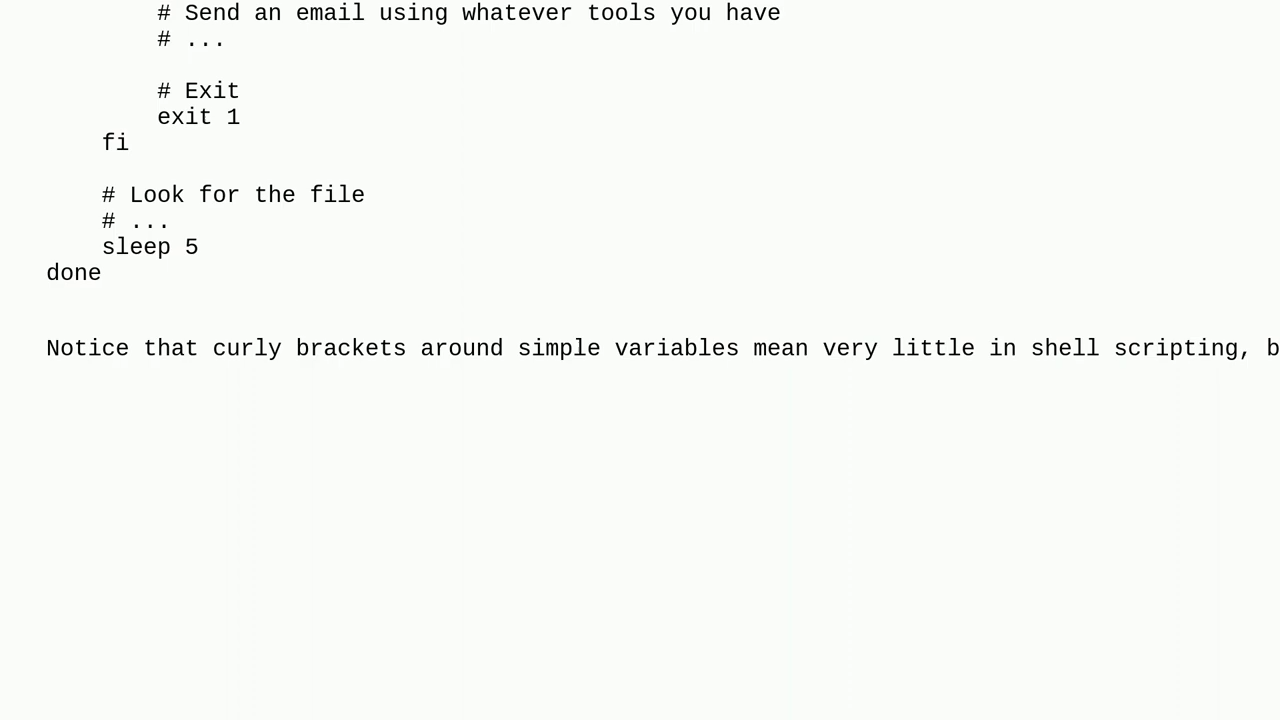 # Send an email using whatever tools you have
# ...
# Exit
exit 1
fi
# Look for the file
# ...
sleep 5
done
Notice that curly brackets around simple variables mean very little in shell scripting, b